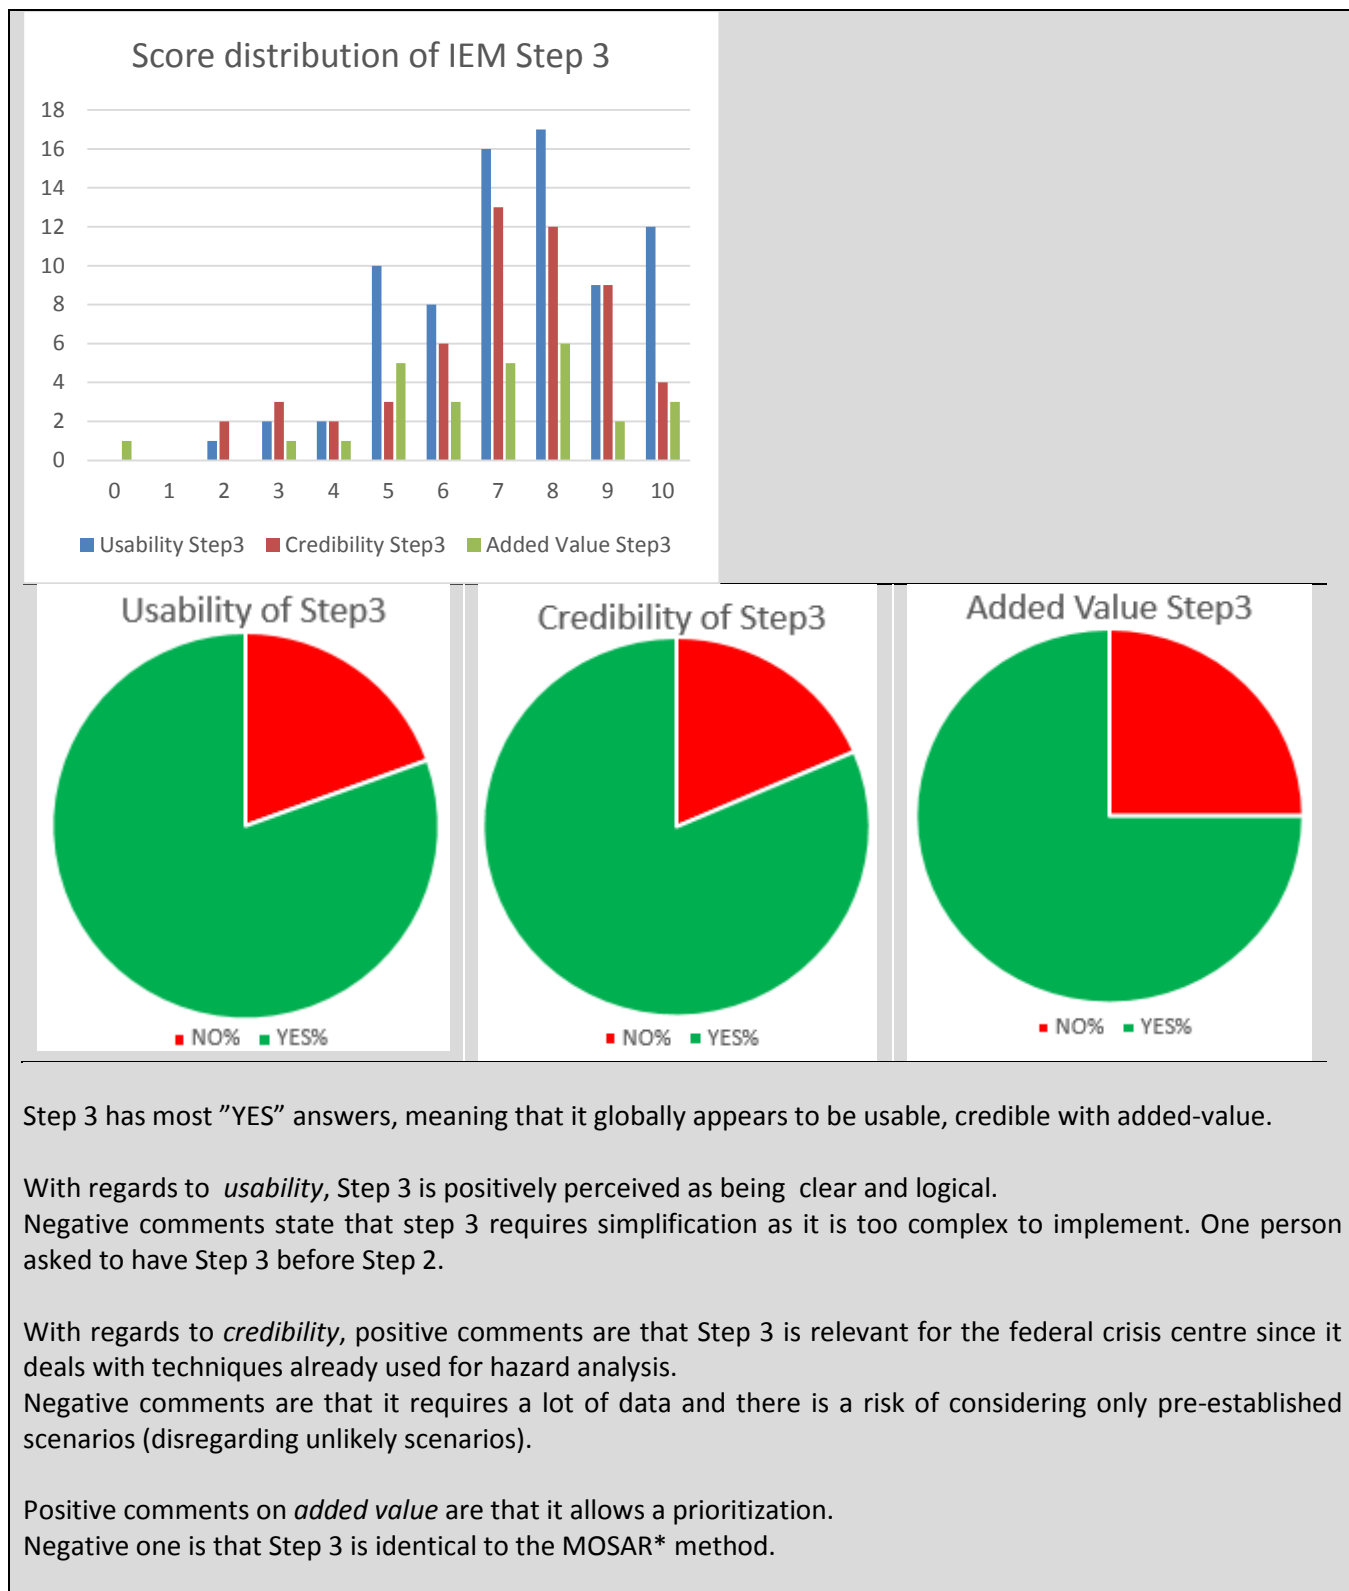 Score distribution of IEM Step 3
18
16
14
12
10
8
6
4
2
0
0 1 2 3 4 5 6 7 8 9 10
Usability Step3 Credibility Step3 Added Value Step3
Usability of Step3
NO% YES%
Credibility of Step3
NO% YES%
Added Value Step3
NO% YES%
Step 3 has most ”YES” answers, meaning that it globally appears to be usable, credible with added-value.
With regards to usability, Step 3 is positively perceived as being clear and logical.
Negative comments state that step 3 requires simplification as it is too complex to implement. One person
asked to have Step 3 before Step 2.
With regards to credibility, positive comments are that Step 3 is relevant for the federal crisis centre since it
deals with techniques already used for hazard analysis.
Negative comments are that it requires a lot of data and there is a risk of considering only pre-established
scenarios (disregarding unlikely scenarios).
Positive comments on added value are that it allows a prioritization.
Negative one is that Step 3 is identical to the MOSAR* method.